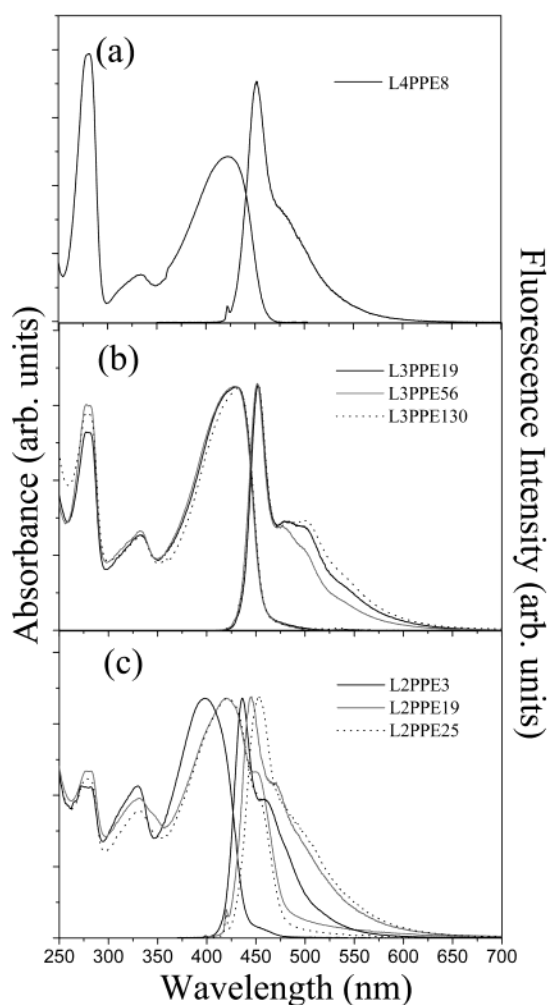 (a)
L4PPE8
(b)
L3PPE19
L3PPE56
L3PPE130
(c)
L2PPE3
L2PPE19
L2PPE25
Absorbance (arb. units)
Fluorescence Intensity (arb. units)
250 300 350 400 450 500 550 600 650 700
Wavelength (nm)